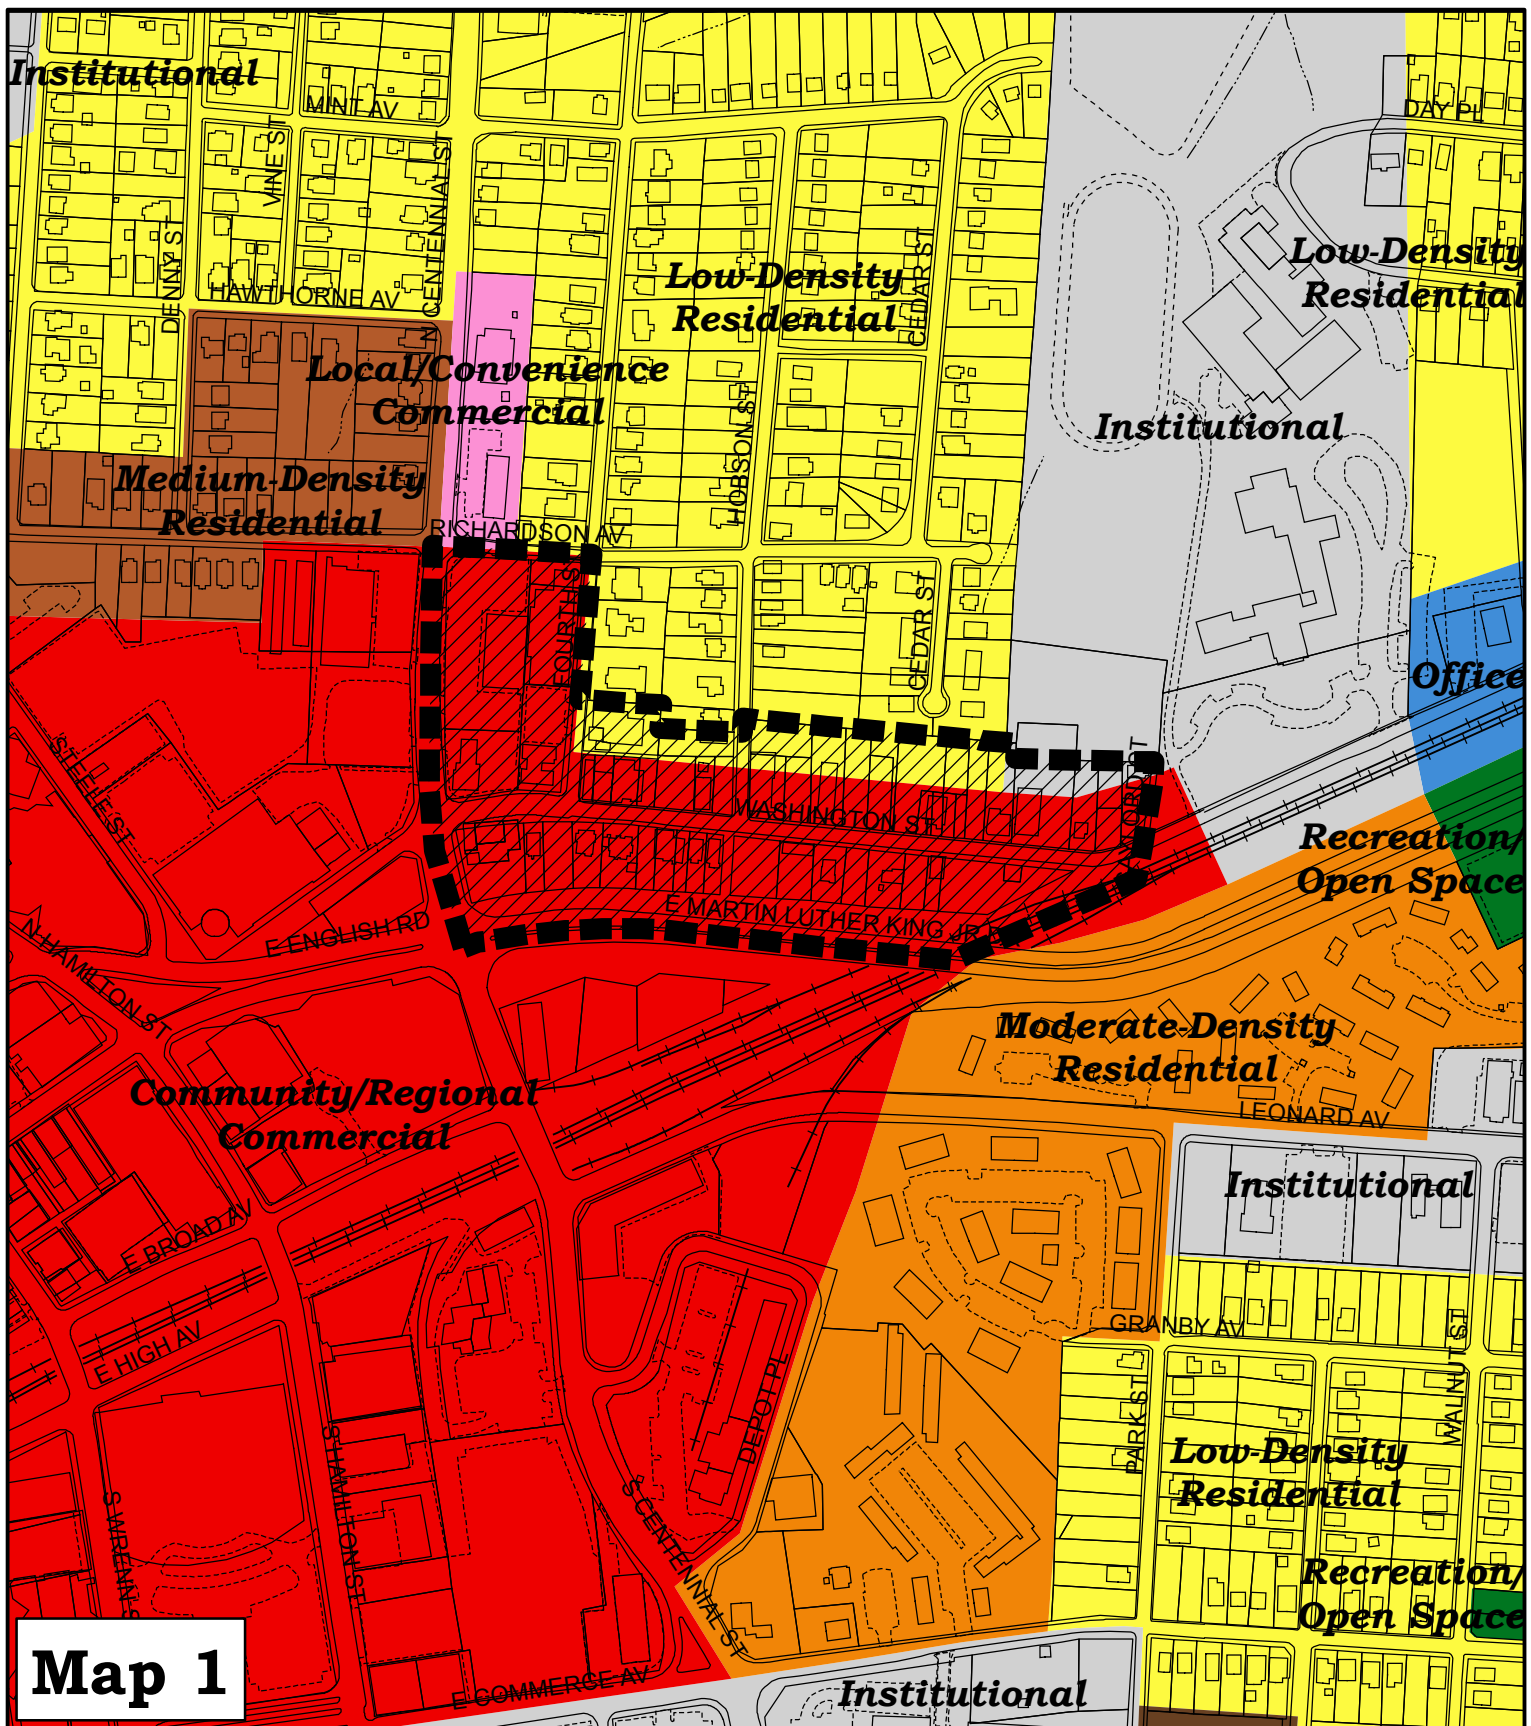 Institutional
MINT AV
DAY PL
VINE ST
N CENTENNIAL ST
DENNY ST
HAWTHORNE AV
CEDAR ST
Low-Density
Residential
Low-Density
Residential
Local/Convenience
Commercial
HOBSON ST
Institutional
Medium-Density
Residential
RICHARDSON AV
FOURTH ST
CEDAR ST
Office
STEELE ST
WASHINGTON ST
Recreation/
Open Space
E MARTIN LUTHER KING JR
E ENGLISH RD
N HAMILTON ST
Moderate-Density
Residential
Community/Regional
Commercial
LEONARD AV
Institutional
E BROAD AV
E HIGH AV
GRANBY AV
WALNUT ST
PARK ST
DEPOT PL
Low-Density
Residential
S HAMILTON ST
S WRENN S
S CENTENNIAL ST
Recreation/
Open Space
Map 1
E COMMERCE AV
Institutional